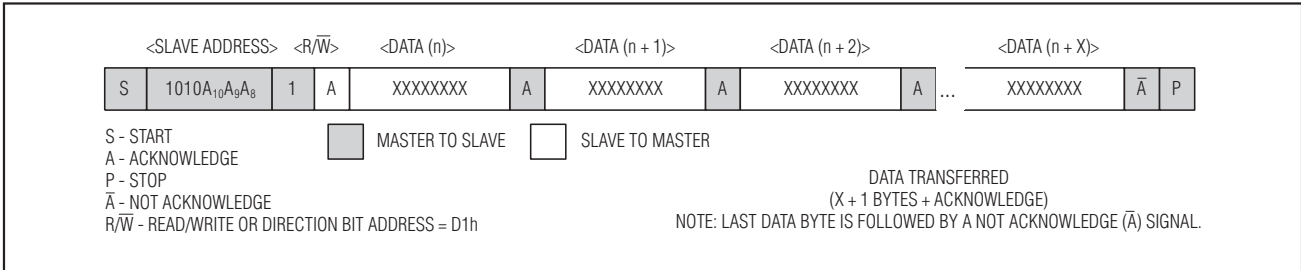 <SLAVE ADDRESS> <R/W̅> <DATA (n)> <DATA (n + 1)> <DATA (n + 2)> <DATA (n + X)>
S 1010A₁₀A₉A₈ 1 A XXXXXXXX A XXXXXXXX A XXXXXXXX A ... XXXXXXXX A̅ P
S - START
MASTER TO SLAVE SLAVE TO MASTER
A - ACKNOWLEDGE
P - STOP
A̅ - NOT ACKNOWLEDGE
R/W̅ - READ/WRITE OR DIRECTION BIT ADDRESS = D1h
DATA TRANSFERRED
(X + 1 BYTES + ACKNOWLEDGE)
NOTE: LAST DATA BYTE IS FOLLOWED BY A NOT ACKNOWLEDGE (A̅) SIGNAL.